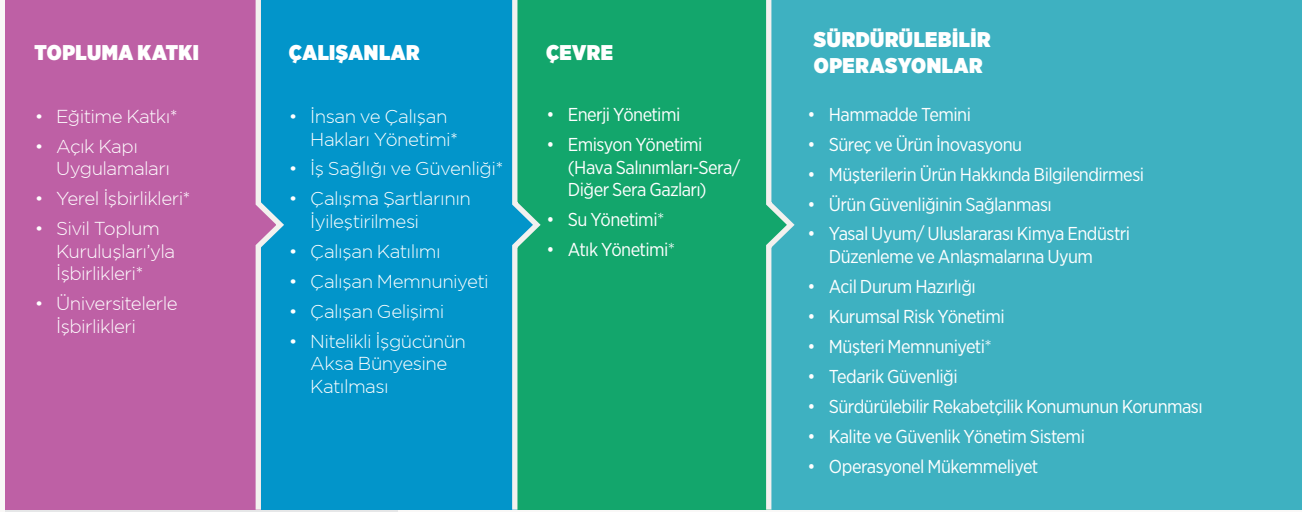 TOPLUMA KATKI
• Eğitime Katkı*
• Açık Kapı
Uygulamaları
• Yerel İşbirlikleri*
• Sivil Toplum
Kuruluşları'yla
İşbirlikleri*
• Üniversitelerle
İşbirlikleri
ÇALIŞANLAR
• İnsan ve Çalışan
Hakları Yönetimi*
• İş Sağlığı ve Güvenliği*
• Çalışma Şartlarının
İyileştirilmesi
• Çalışan Katılımı
• Çalışan Memnuniyeti
• Çalışan Gelişimi
• Nitelikli İşgücünün
Aksa Bünyesine
Katılması
ÇEVRE
• Enerji Yönetimi
• Emisyon Yönetimi
(Hava Salınımları-Sera/
Diğer Sera Gazları)
• Su Yönetimi*
• Atık Yönetimi*
SÜRDÜRÜLEBİLİR
OPERASYONLAR
• Hammadde Temini
• Süreç ve Ürün İnovasyonu
• Müşterilerin Ürün Hakkında Bilgilendirmesi
• Ürün Güvenliğinin Sağlanması
• Yasal Uyum/ Uluslararası Kimya Endüstri
Düzenleme ve Anlaşmalarına Uyum
• Acil Durum Hazırlığı
• Kurumsal Risk Yönetimi
• Müşteri Memnuniyeti*
• Tedarik Güvenliği
• Sürdürülebilir Rekabetçilik Konumunun Korunması
• Kalite ve Güvenlik Yönetim Sistemi
• Operasyonel Mükemmeliyet